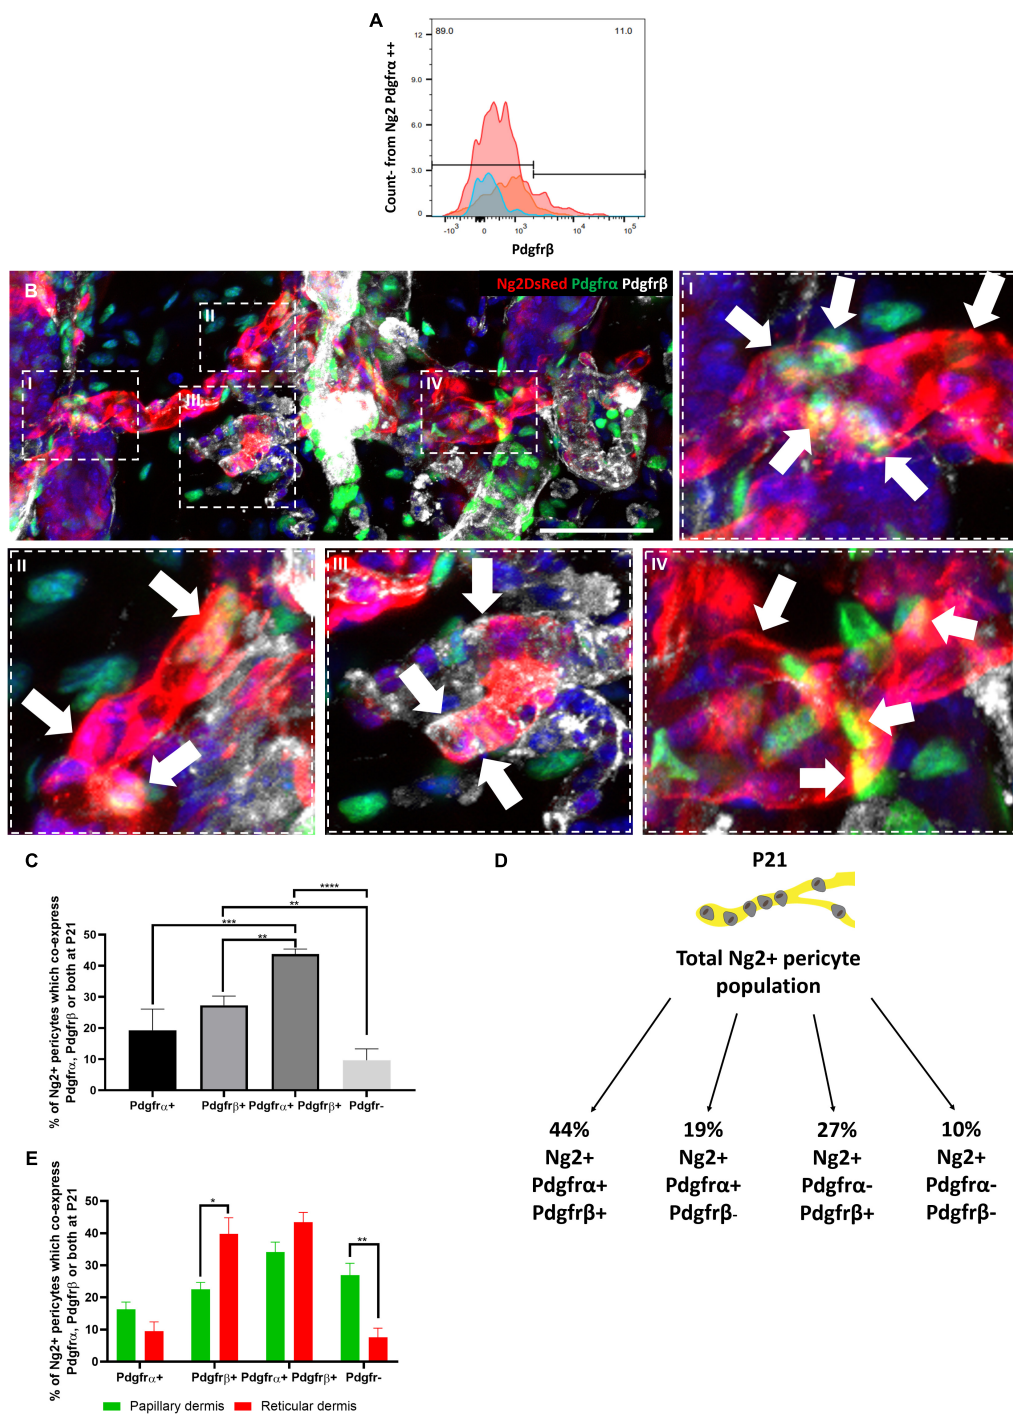 A
89.0 11.0
12
9.0
6.0
3.0
0
Count- from Ng2 Pdgfrα ++
-10³ 0 10³ 10⁴ 10⁵
Pdgfrβ
B
Ng2DsRed Pdgfrα Pdgfrβ
I
II
III
IV
I
II
III
IV
C
% of Ng2+ pericytes which co-express
Pdgfrα, Pdgfrβ or both at P21
50
40
30
20
10
0
****
**
***
**
Pdgfrα+ Pdgfrβ+ Pdgfrα+ Pdgfrβ+ Pdgfr-
D
P21
Total Ng2+ pericyte
population
44% 19% 27% 10%
Ng2+ Ng2+ Ng2+ Ng2+
Pdgfrα+ Pdgfrα+ Pdgfrα- Pdgfrα-
Pdgfrβ+ Pdgfrβ- Pdgfrβ+ Pdgfrβ-
E
% of Ng2+ pericytes which co-express
Pdgfrα, Pdgfrβ or both at P21
50
40
30
20
10
0
*
**
Pdgfrα+ Pdgfrβ+ Pdgfrα+ Pdgfrβ+ Pdgfr-
Papillary dermis Reticular dermis